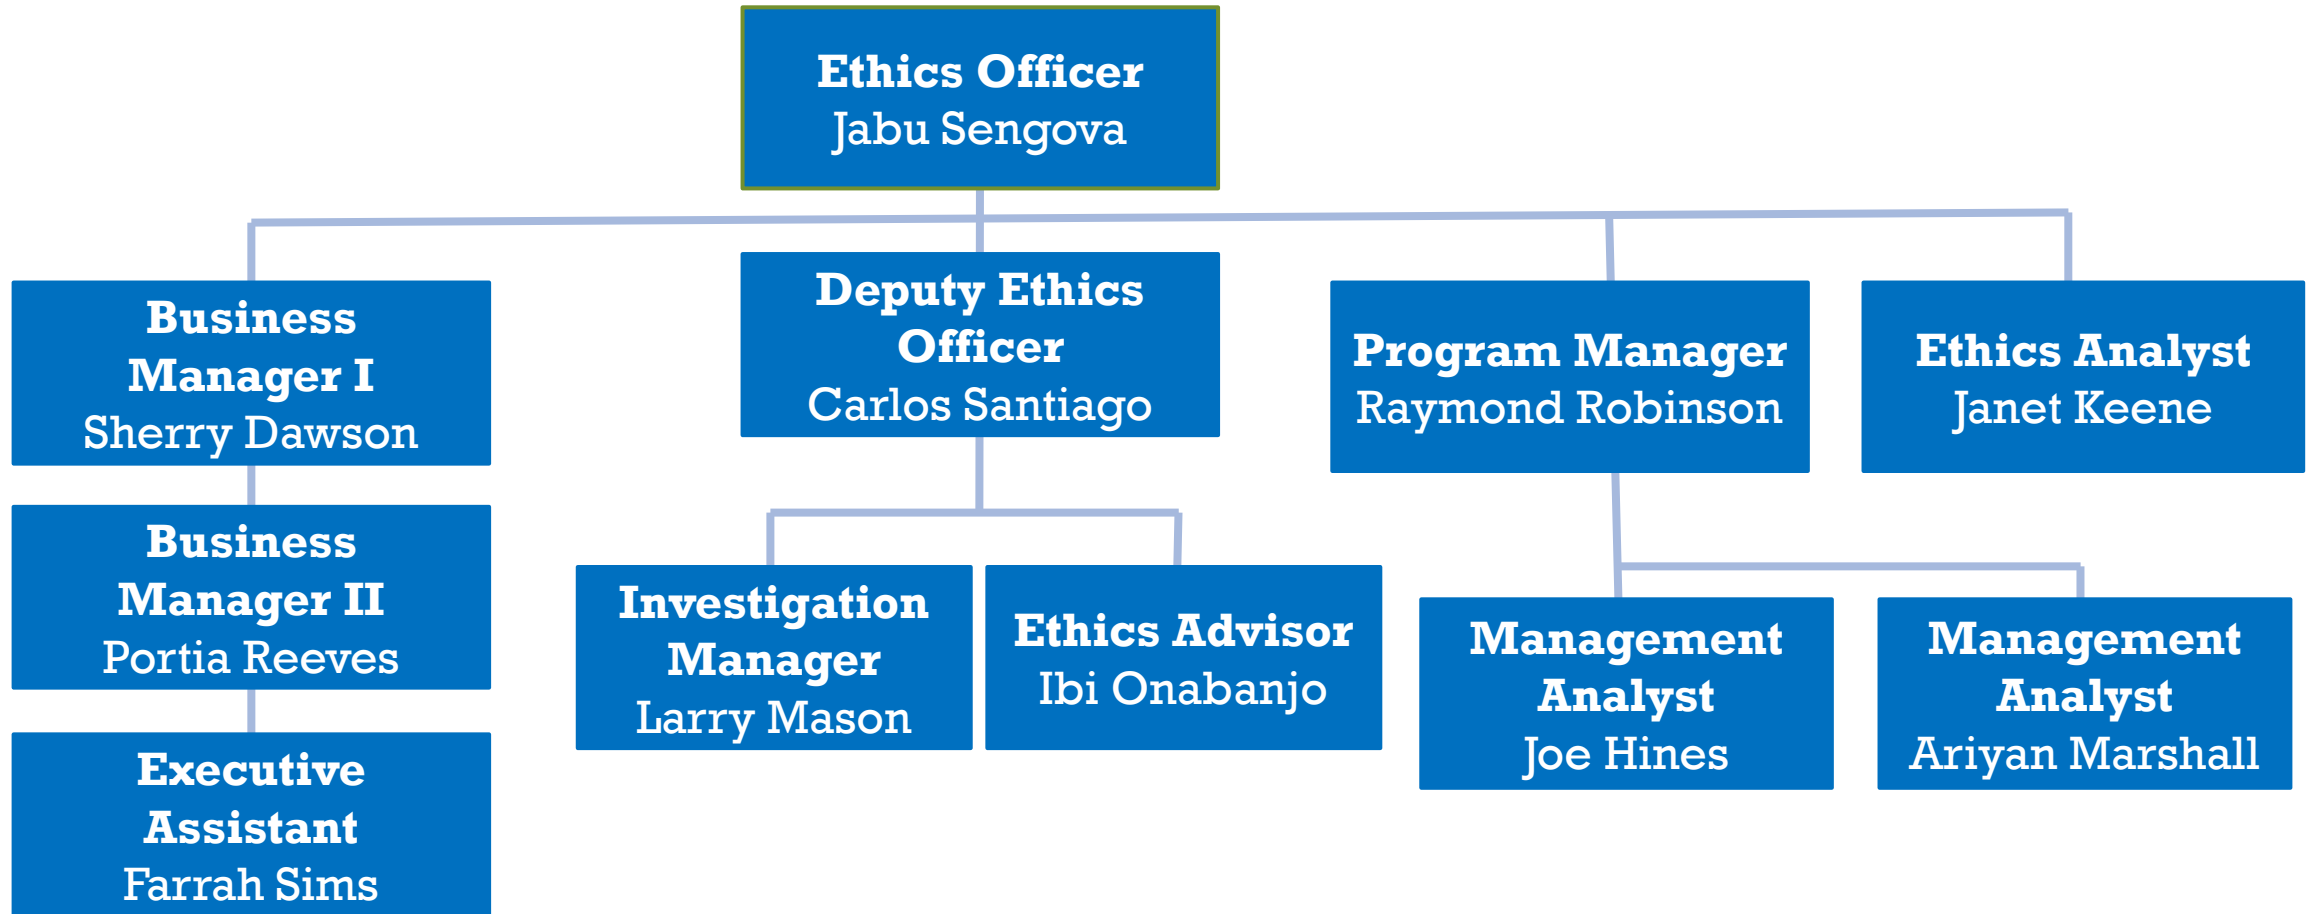 Ethics Officer
Jabu Sengova
Business
Manager I
Sherry Dawson
Deputy Ethics
Officer
Carlos Santiago
Program Manager
Raymond Robinson
Ethics Analyst
Janet Keene
Business
Manager II
Portia Reeves
Executive
Assistant
Farrah Sims
Investigation
Manager
Larry Mason
Ethics Advisor
Ibi Onabanjo
Management
Analyst
Joe Hines
Management
Analyst
Ariyan Marshall